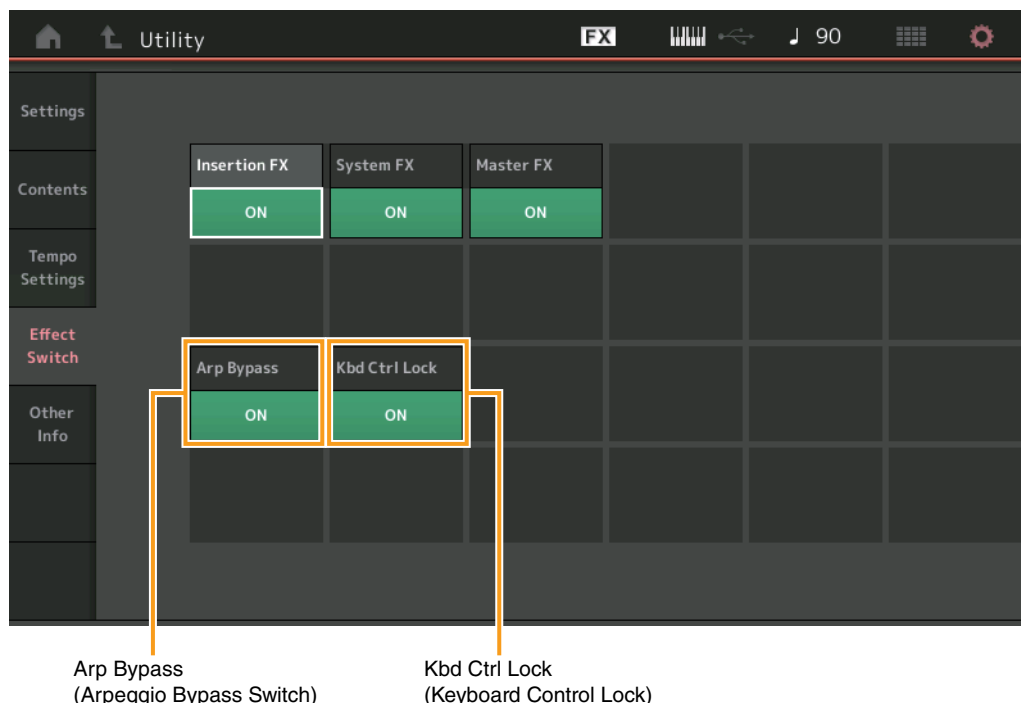 Utility
FX
90
Settings
Contents
Tempo
Settings
Effect
Switch
Other
Info
Insertion FX
System FX
Master FX
ON
ON
ON
Arp Bypass
Kbd Ctrl Lock
ON
ON
Arp Bypass
(Arpeggio Bypass Switch)
Kbd Ctrl Lock
(Keyboard Control Lock)